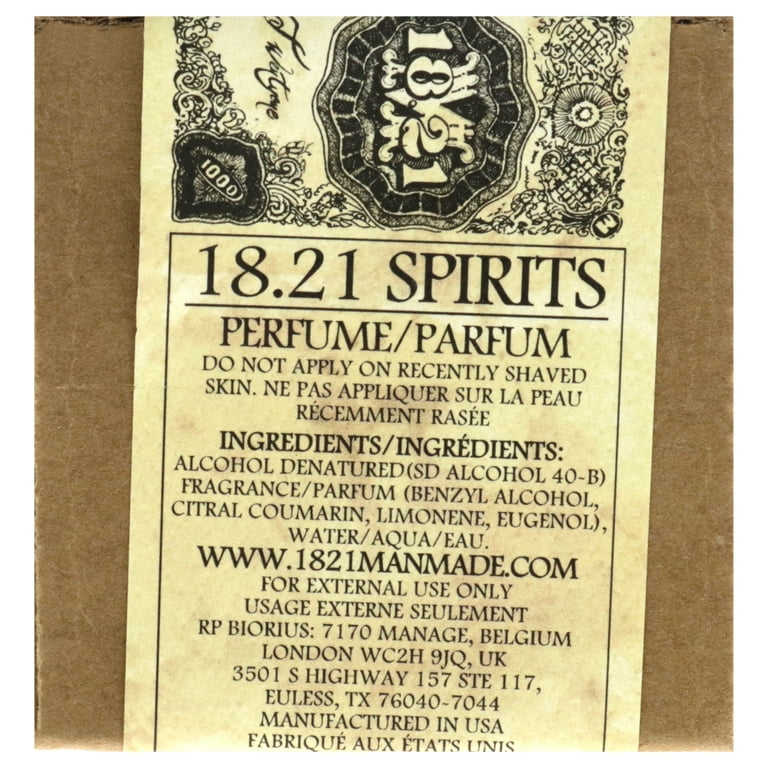 18/21
1000
18.21 SPIRITS
PERFUME/PARFUM
DO NOT APPLY ON RECENTLY SHAVED
SKIN. NE PAS APPLIQUER SUR LA PEAU
RÉCEMMENT RASÉE
INGREDIENTS/INGRÉDIENTS:
ALCOHOL DENATURED(SD ALCOHOL 40-B)
FRAGRANCE/PARFUM (BENZYL ALCOHOL,
CITRAL COUMARIN, LIMONENE, EUGENOL),
WATER/AQUA/EAU.
WWW.1821MANMADE.COM
FOR EXTERNAL USE ONLY
USAGE EXTERNE SEULEMENT
RP BIORIUS: 7170 MANAGE, BELGIUM
LONDON WC2H 9JQ, UK
3501 S HIGHWAY 157 STE 117,
EULESS, TX 76040-7044
MANUFACTURED IN USA
FABRIQUÉ AUX ÉTATS UNIS